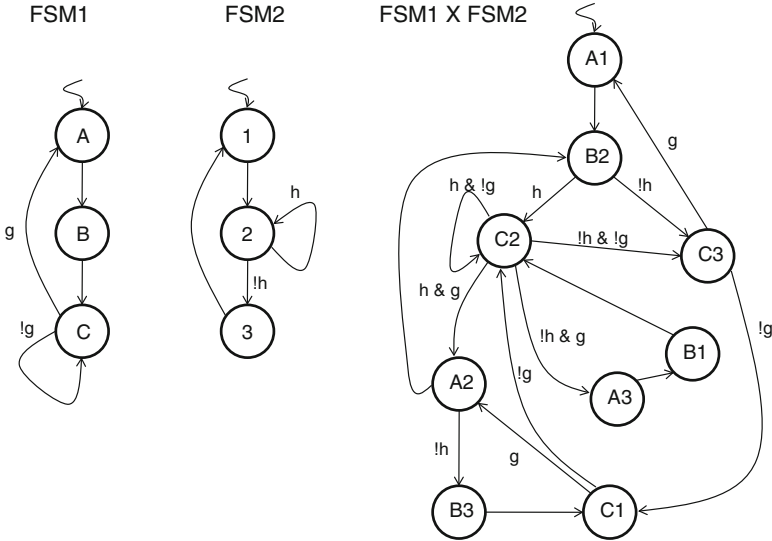 FSM1
FSM2
FSM1 X FSM2
A
B
C
g
!g
1
2
3
h
!h
A1
B2
g
h & !g
h
!h
C2
!h & !g
C3
h & g
!h & g
B1
!g
A2
!g
A3
!h
g
B3
C1